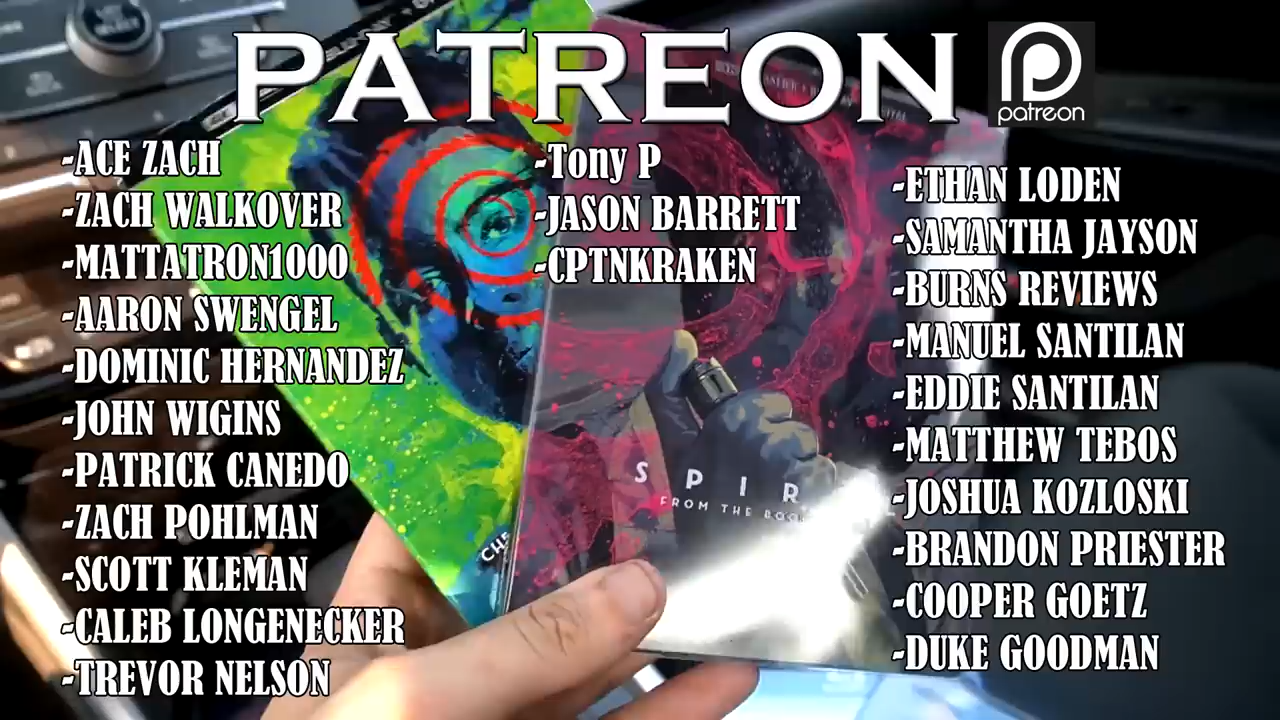 PATREON
patreon
-ACE ZACH
-ZACH WALKOVER
-MATTATRON1000
-AARON SWENGEL
-DOMINIC HERNANDEZ
-JOHN WIGINS
-PATRICK CANEDO
-ZACH POHLMAN
-SCOTT KLEMAN
-CALEB LONGENECKER
-TREVOR NELSON
-Tony P
-JASON BARRETT
-CPTNKRAKEN
-ETHAN LODEN
-SAMANTHA JAYSON
-BURNS REVIEWS
-MANUEL SANTILAN
-EDDIE SANTILAN
-MATTHEW TEBOS
-JOSHUA KOZLOSKI
-BRANDON PRIESTER
-COOPER GOETZ
-DUKE GOODMAN
SPIR
FROM THE BOO